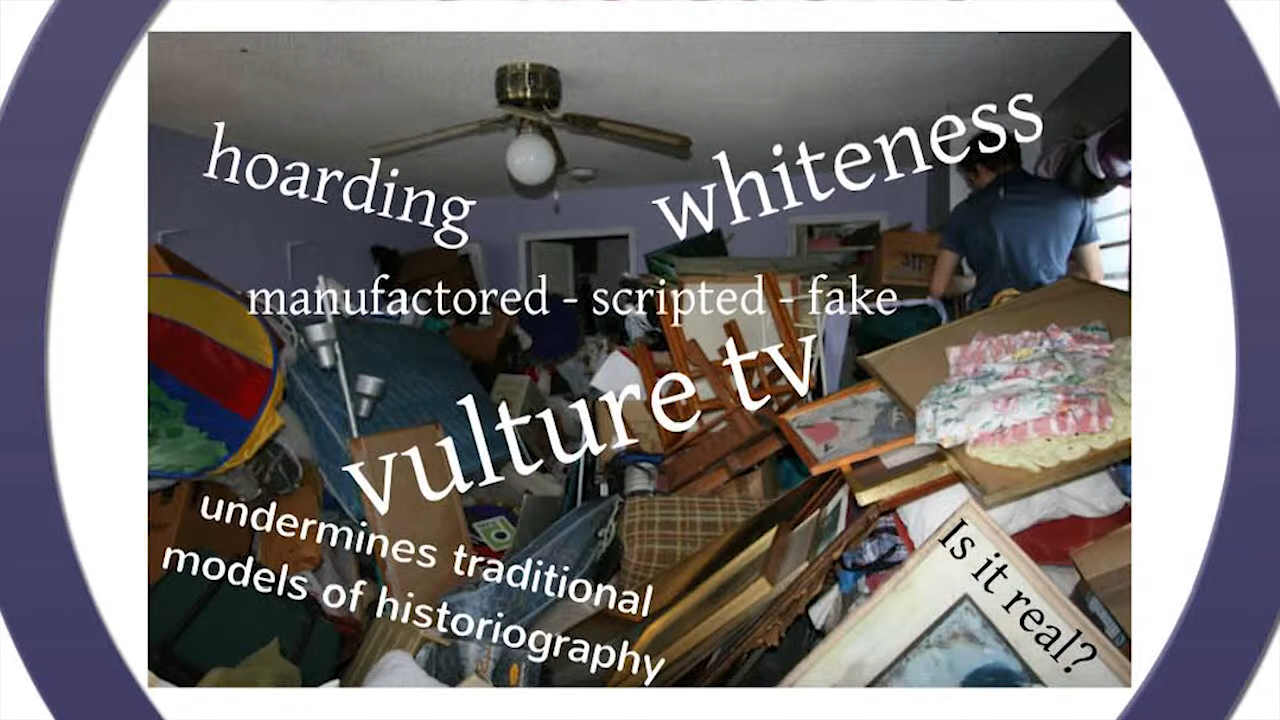 hoarding
whiteness
manufactored - scripted - fake
vulture tv
undermines traditional
models of historiography
Is it real?